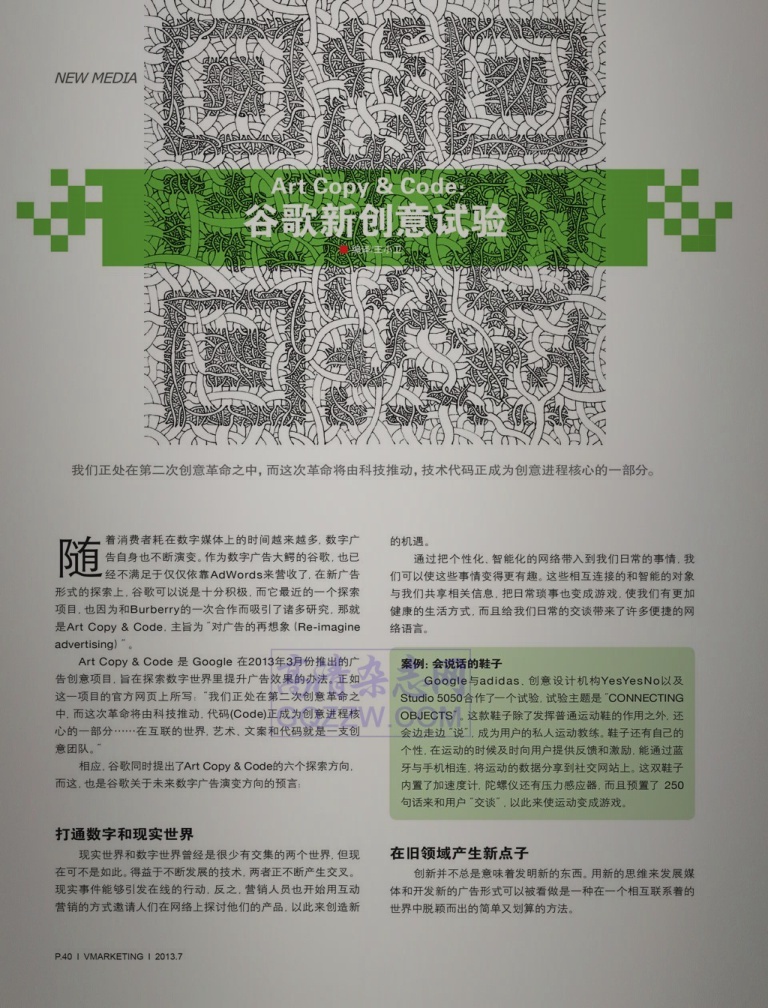 NEW MEDIA
Art Copy & Code:
谷歌新创意试验
编译/王小卫
我们正处在第二次创意革命之中，而这次革命将由科技推动，技术代码正成为创意进程核心的一部分。
随着消费者耗在数字媒体上的时间越来越多，数字广
告自身也不断演变。作为数字广告大鳄的谷歌，也已
经不满足于仅仅依靠AdWords来营收了，在新广告
形式的探索上，谷歌可以说是十分积极，而它最近的一个探索
项目，也因为和Burberry的一次合作而吸引了诸多研究，那就
是Art Copy & Code，主旨为“对广告的再想象（Re-imagine
advertising）”。
Art Copy & Code 是 Google 在2013年3月份推出的广
告创意项目，旨在探索数字世界里提升广告效果的办法。正如
这一项目的官方网页上所写：“我们正处在第二次创意革命之
中，而这次革命将由科技推动，代码(Code)正成为创意进程核
心的一部分……在互联的世界，艺术、文案和代码就是一支创
意团队。”
相应，谷歌同时提出了Art Copy & Code的六个探索方向，
而这，也是谷歌关于未来数字广告演变方向的预言：
打通数字和现实世界
现实世界和数字世界曾经是很少有交集的两个世界，但现
在可不是如此。得益于不断发展的技术，两者正不断产生交叉。
现实事件能够引发在线的行动，反之，营销人员也开始用互动
营销的方式邀请人们在网络上探讨他们的产品，以此来创造新
的机遇。
通过把个性化、智能化的网络带入到我们日常的事情，我
们可以使这些事情变得更有趣。这些相互连接的和智能的对象
与我们共享相关信息，把日常琐事也变成游戏，使我们有更加
健康的生活方式，而且给我们日常的交谈带来了许多便捷的网
络语言。
案例：会说话的鞋子
Google与adidas、创意设计机构YesYesNo以及
Studio 5050合作了一个试验，试验主题是“CONNECTING
OBJECTS”，这款鞋子除了发挥普通运动鞋的作用之外，还
会边走边“说”，成为用户的私人运动教练。鞋子还有自己的
个性，在运动的时候及时向用户提供反馈和激励，能通过蓝
牙与手机相连，将运动的数据分享到社交网站上。这双鞋子
内置了加速度计、陀螺仪还有压力感应器，而且预置了 250
句话来和用户“交谈”，以此来使运动变成游戏。
在旧领域产生新点子
创新并不总是意味着发明新的东西。用新的思维来发展媒
体和开发新的广告形式可以被看做是一种在一个相互联系着的
世界中脱颖而出的简单又划算的方法。
P.40 I VMARKETING I 2013.7